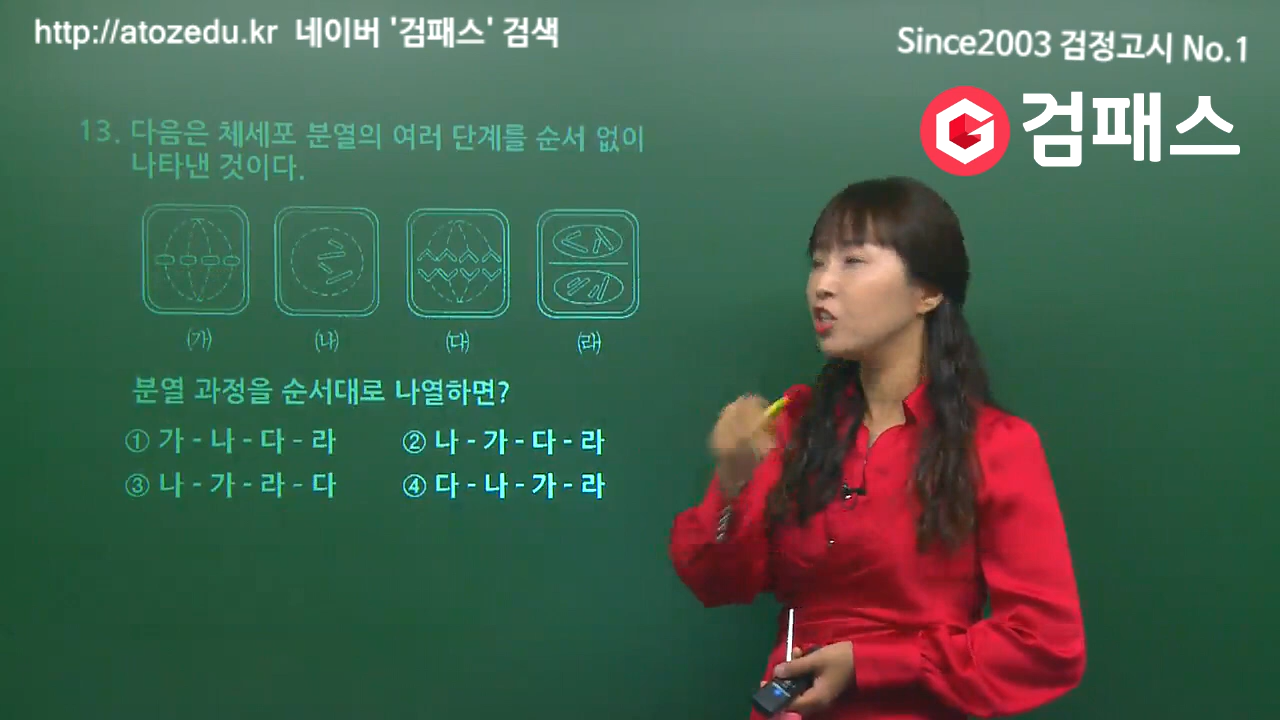 http://atozedu.kr 네이버 '검패스' 검색
Since2003 검정고시 No.1
검패스
13. 다음은 체세포 분열의 여러 단계를 순서 없이
나타낸 것이다.
(가) (나) (다) (라)
분열 과정을 순서대로 나열하면?
① 가 - 나 - 다 - 라 ② 나 - 가 - 다 - 라
③ 나 - 가 - 라 - 다 ④ 다 - 나 - 가 - 라